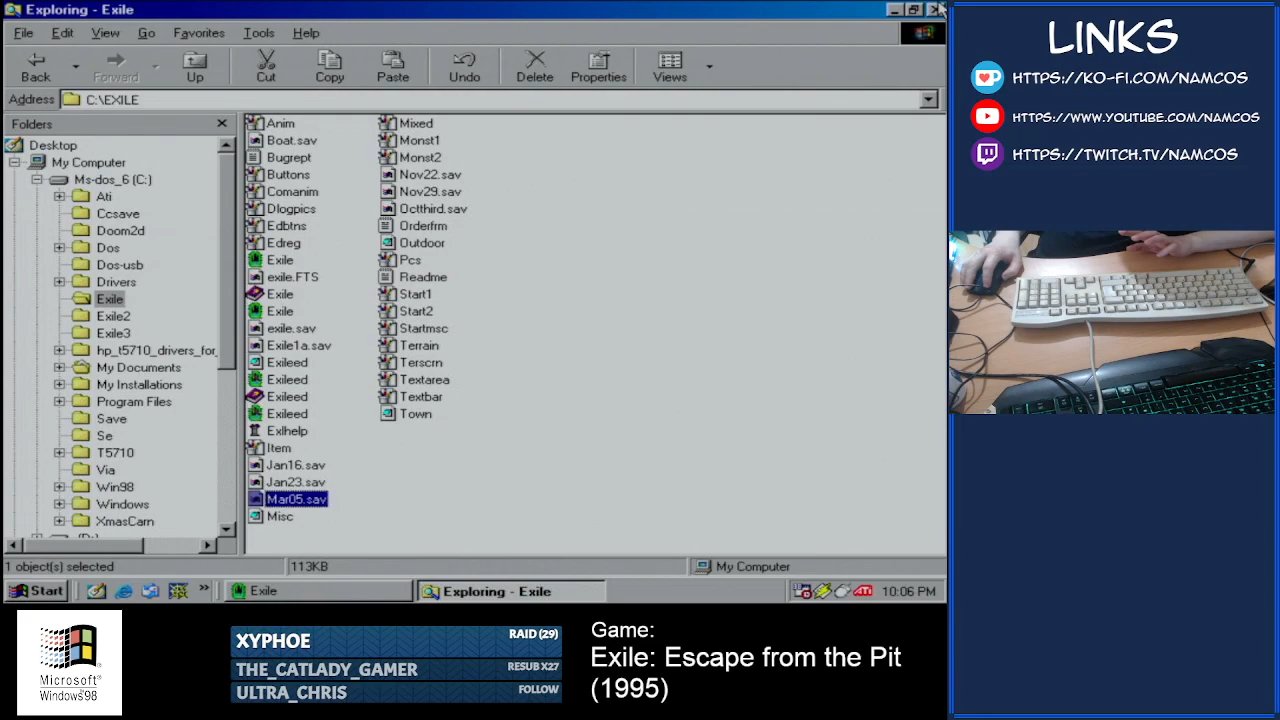 Exploring - Exile
File Edit View Go Favorites Tools Help
Back Forward Up Cut Copy Paste Undo Delete Properties Views
Address C:\EXILE
Folders
Desktop
My Computer
Ms-dos_6 (C:)
Ati
Ccsave
Doom2d
Dos
Dos-usb
Drivers
Exile
Exile2
Exile3
hp_t5710_drivers_for_
My Documents
My Installations
Program Files
Save
Se
T5710
Via
Win98
Windows
XmasCarn
Anim
Boat.sav
Bugrept
Buttons
Comanim
Dlogpics
Edbtns
Edreg
Exile
exile.FTS
Exile
Exile
exile.sav
Exile1a.sav
Exileed
Exileed
Exileed
Exileed
Exlhelp
Item
Jan16.sav
Jan23.sav
Mar05.sav
Misc
Mixed
Monst1
Monst2
Nov22.sav
Nov29.sav
Octthird.sav
Orderfrm
Outdoor
Pcs
Readme
Start1
Start2
Startmsc
Terrain
Terscrn
Textarea
Textbar
Town
1 object(s) selected 113KB My Computer
Start » Exile Exploring - Exile ATI 10:06 PM
LINKS
HTTPS://KO-FI.COM/NAMCOS
HTTPS://WWW.YOUTUBE.COM/NAMCOS
HTTPS://TWITCH.TV/NAMCOS
Microsoft
Windows98
XYPHOE RAID (29)
THE_CATLADY_GAMER RESUB X27
ULTRA_CHRIS FOLLOW
Game:
Exile: Escape from the Pit
(1995)